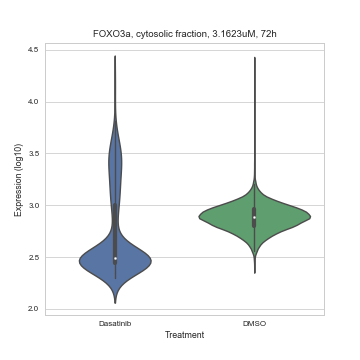 FOXO3a, cytosolic fraction, 3.1623uM, 72h
4.5
4.0
3.5
3.0
2.5
2.0
Expression (log10)
Dasatinib DMSO
Treatment